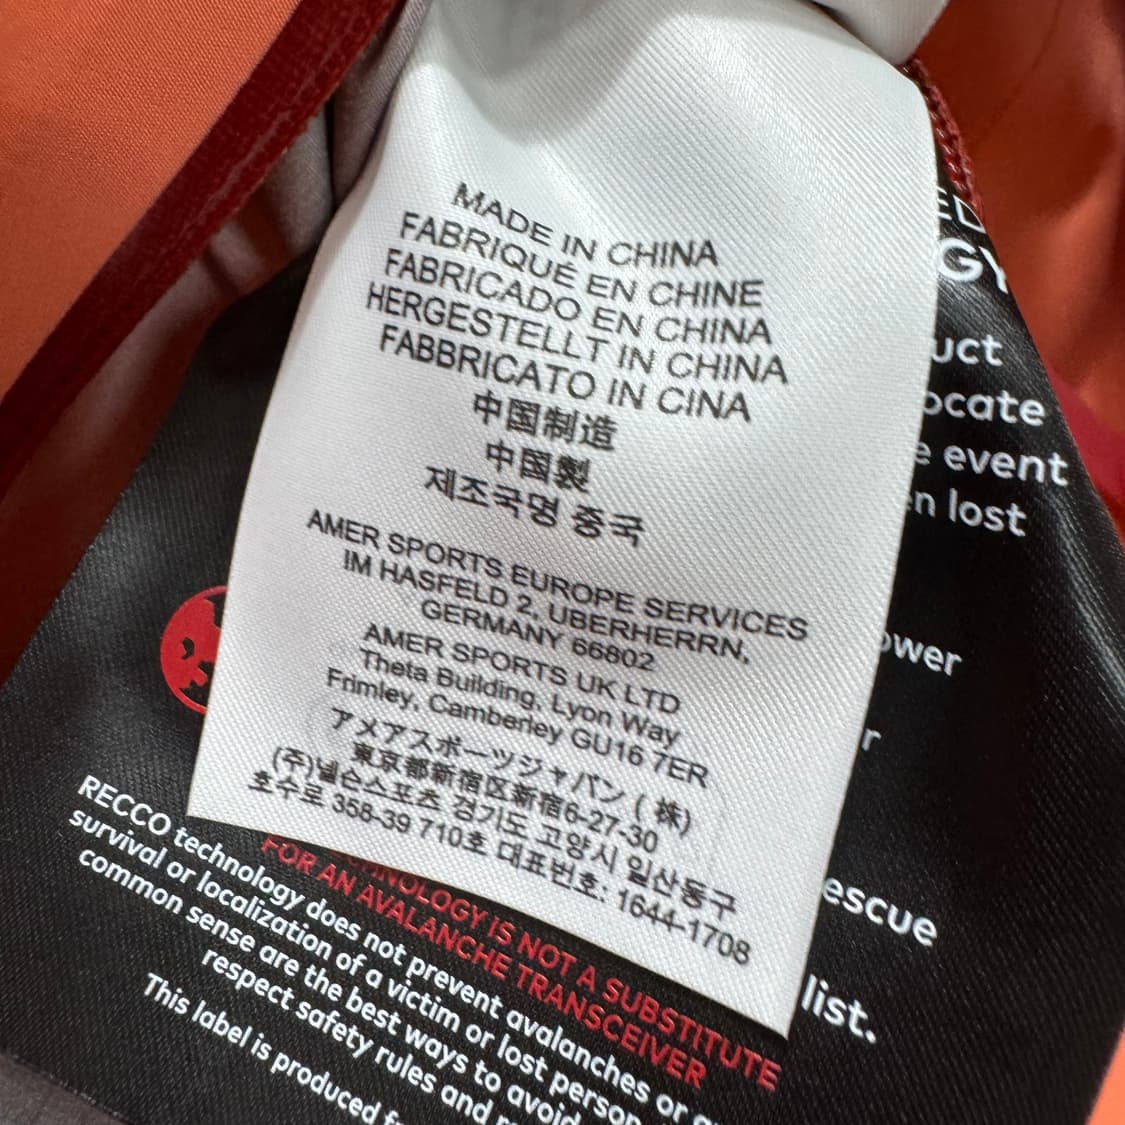 MADE IN CHINA
FABRIQUÉ EN CHINE
FABRICADO EN CHINA
HERGESTELLT IN CHINA
FABBRICATO IN CINA
中国制造
中国製
제조국명 중국
AMER SPORTS EUROPE SERVICES
IM HASFELD 2, UBERHERRN,
GERMANY 66802
AMER SPORTS UK LTD
Theta Building, Lyon Way
Frimley, Camberley GU16 7ER
アメアスポーツジャパン(株)
東京都新宿区新宿6-27-30
(주)넬슨스포츠 경기도 고양시 일산동구
호수로 358-39 710호 대표번호: 1644-1708
GY
uct
ocate
e event
en lost
ower
r
escue
list.
TECHNOLOGY IS NOT A SUBSTITUTE
FOR AN AVALANCHE TRANSCEIVER
RECCO technology does not prevent avalanches or
survival or localization of a victim or lost person
common sense are the best ways to avoid
respect safety rules and
This label is produced